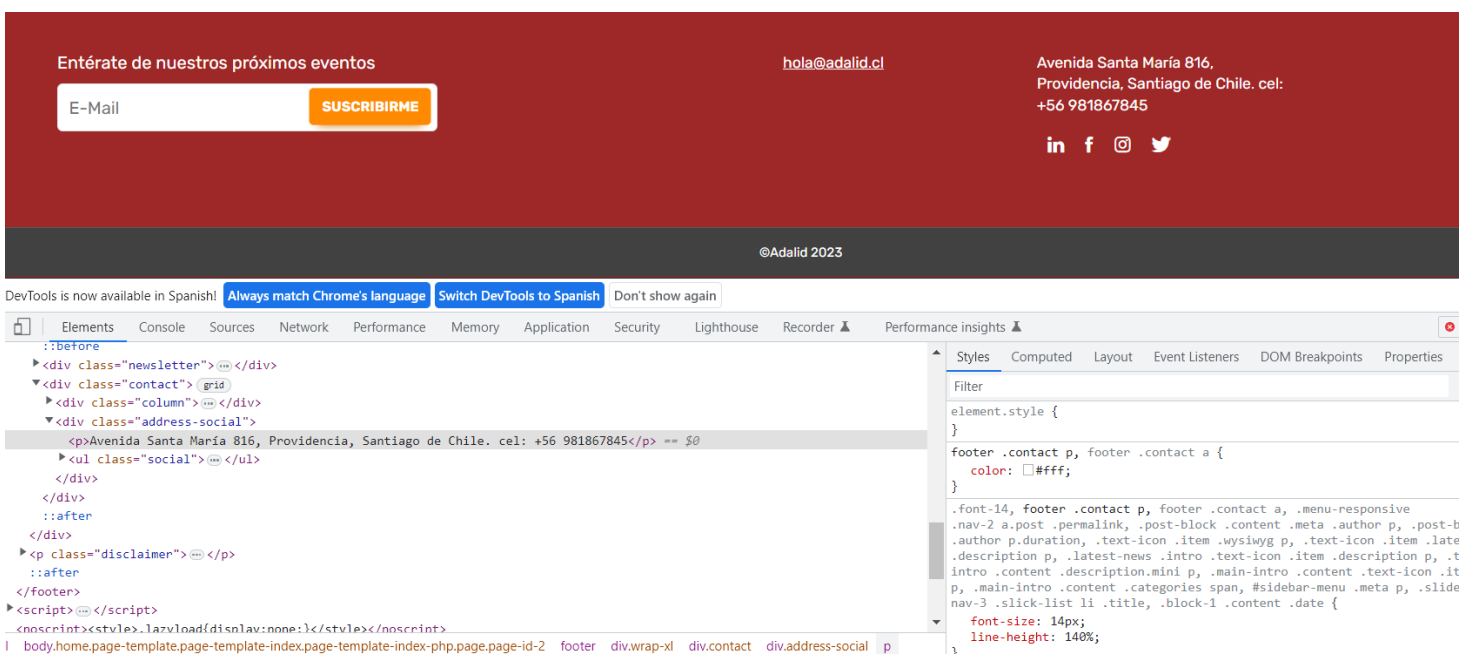 Entérate de nuestros próximos eventos
E-Mail
SUSCRIBIRME
hola@adalid.cl
Avenida Santa María 816,
Providencia, Santiago de Chile. cel:
+56 981867845
©Adalid 2023
DevTools is now available in Spanish! Always match Chrome's language Switch DevTools to Spanish Don't show again
Elements Console Sources Network Performance Memory Application Security Lighthouse Recorder Performance insights
::before
<div class="newsletter">…</div>
<div class="contact"> grid
<div class="column">…</div>
<div class="address-social">
<p>Avenida Santa María 816, Providencia, Santiago de Chile. cel: +56 981867845</p> == $0
<ul class="social">…</ul>
</div>
</div>
::after
</div>
<p class="disclaimer">…</p>
::after
</footer>
<script>…</script>
<noscript><style>.lazyload{display:none;}</style></noscript>
body.home.page-template.page-template-index.page-template-index-php.page.page-id-2 footer div.wrap-xl div.contact div.address-social p
Styles Computed Layout Event Listeners DOM Breakpoints Properties
Filter
element.style {
}
footer .contact p, footer .contact a {
color: #fff;
}
.font-14, footer .contact p, footer .contact a, .menu-responsive
.nav-2 a.post .permalink, .post-block .content .meta .author p, .post-b
.author p.duration, .text-icon .item .wysiwyg p, .text-icon .item .late
.description p, .latest-news .intro .text-icon .item .description p, .t
intro .content .description.mini p, .main-intro .content .text-icon .it
p, .main-intro .content .categories span, #sidebar-menu .meta p, .slide
nav-3 .slick-list li .title, .block-1 .content .date {
font-size: 14px;
line-height: 140%;
}